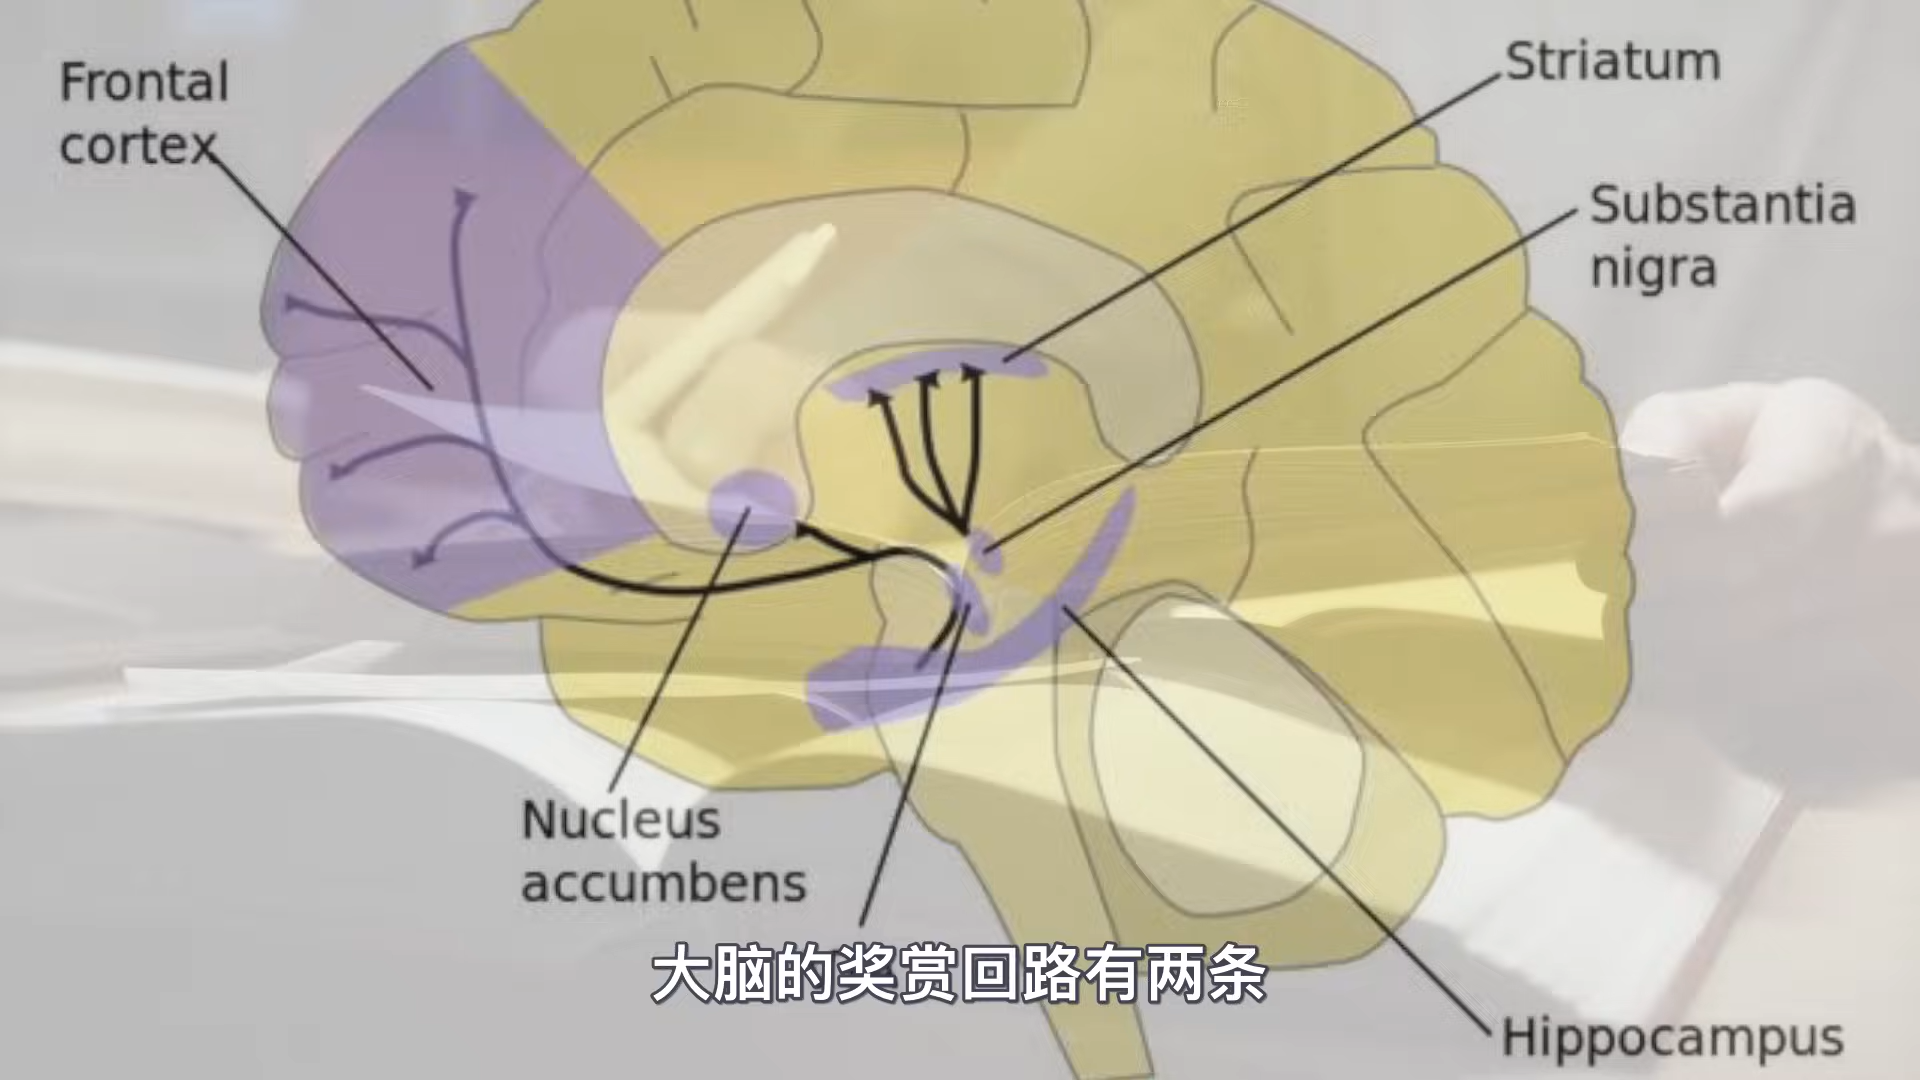 Frontal
cortex
Striatum
Substantia
nigra
Nucleus
accumbens
大脑的奖赏回路有两条
Hippocampus